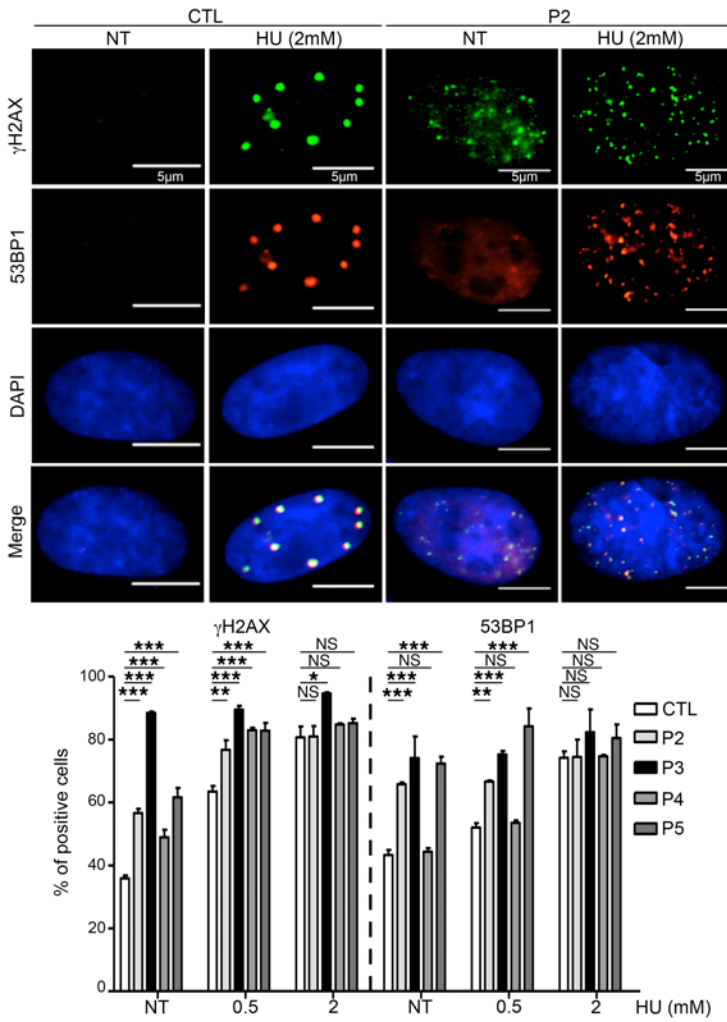 CTL P2
NT HU (2mM) NT HU (2mM)
γH2AX
5µm 5µm 5µm 5µm
53BP1
DAPI
Merge
γH2AX 53BP1
*** *** NS *** *** NS
*** *** NS NS NS NS
*** *** * *** *** NS
*** ** NS *** ** NS
% of positive cells
100
80
60
40
20
0
CTL
P2
P3
P4
P5
NT 0.5 2 NT 0.5 2 HU (mM)